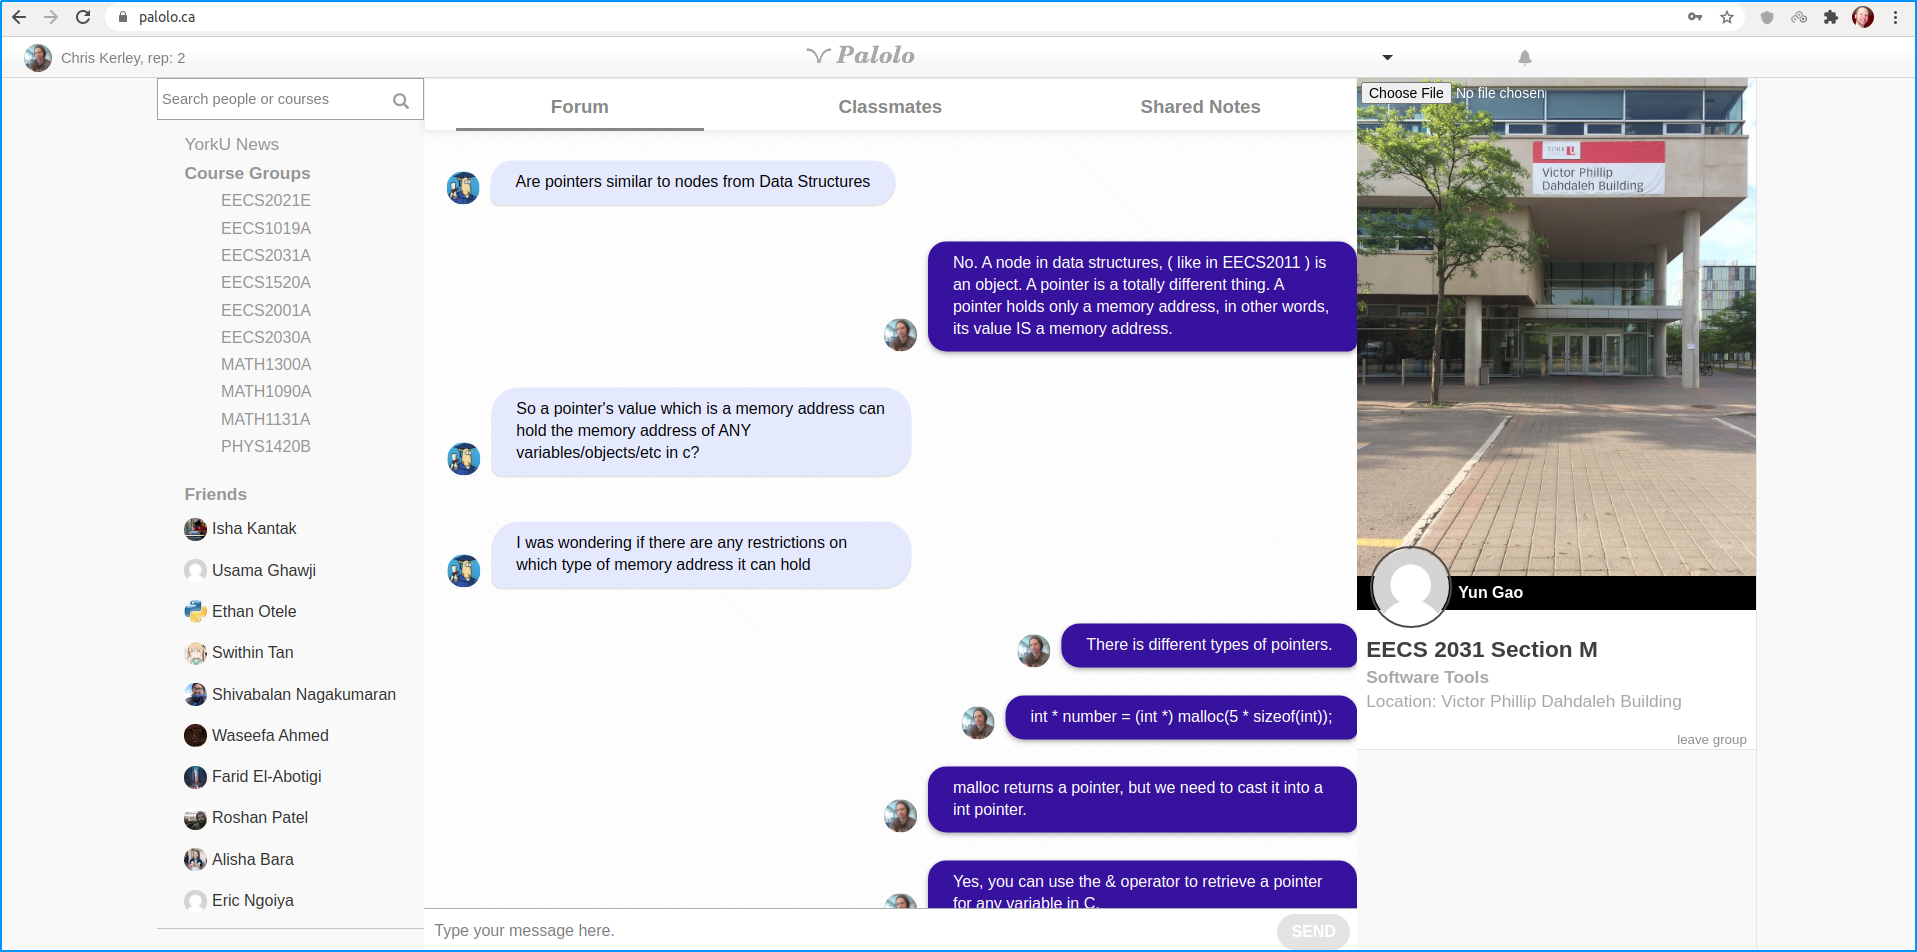 palolo.ca
Chris Kerley, rep: 2
Palolo
Search people or courses
YorkU News
Course Groups
EECS2021E
EECS1019A
EECS2031A
EECS1520A
EECS2001A
EECS2030A
MATH1300A
MATH1090A
MATH1131A
PHYS1420B
Friends
Isha Kantak
Usama Ghawji
Ethan Otele
Swithin Tan
Shivabalan Nagakumaran
Waseefa Ahmed
Farid El-Abotigi
Roshan Patel
Alisha Bara
Eric Ngoiya
Forum
Classmates
Shared Notes
Are pointers similar to nodes from Data Structures
No. A node in data structures, ( like in EECS2011 ) is
an object. A pointer is a totally different thing. A
pointer holds only a memory address, in other words,
its value IS a memory address.
So a pointer's value which is a memory address can
hold the memory address of ANY
variables/objects/etc in c?
I was wondering if there are any restrictions on
which type of memory address it can hold
There is different types of pointers.
int * number = (int *) malloc(5 * sizeof(int));
malloc returns a pointer, but we need to cast it into a
int pointer.
Yes, you can use the & operator to retrieve a pointer
for any variable in C.
Type your message here.
SEND
Choose File No file chosen
YORK U
Victor Phillip
Dahdaleh Building
Yun Gao
EECS 2031 Section M
Software Tools
Location: Victor Phillip Dahdaleh Building
leave group